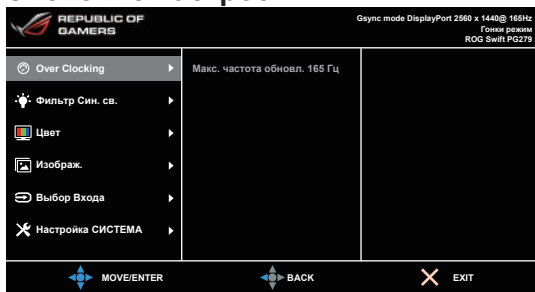 REPUBLIC OF
GAMERS
Gsync mode DisplayPort 2560 x 1440@ 165Hz
Гонки режим
ROG Swift PG279
Over Clocking
Макс. частота обновл. 165 Гц
Фильтр Син. св.
Цвет
Изображ.
Выбор Входа
Настройка СИСТЕМА
MOVE/ENTER
BACK
EXIT